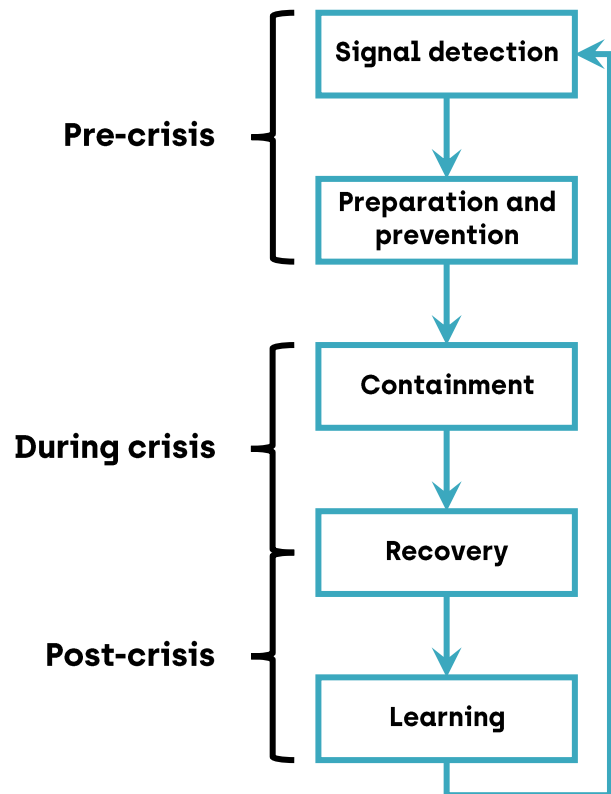 Signal detection
Pre-crisis
Preparation and
prevention
Containment
During crisis
Recovery
Post-crisis
Learning